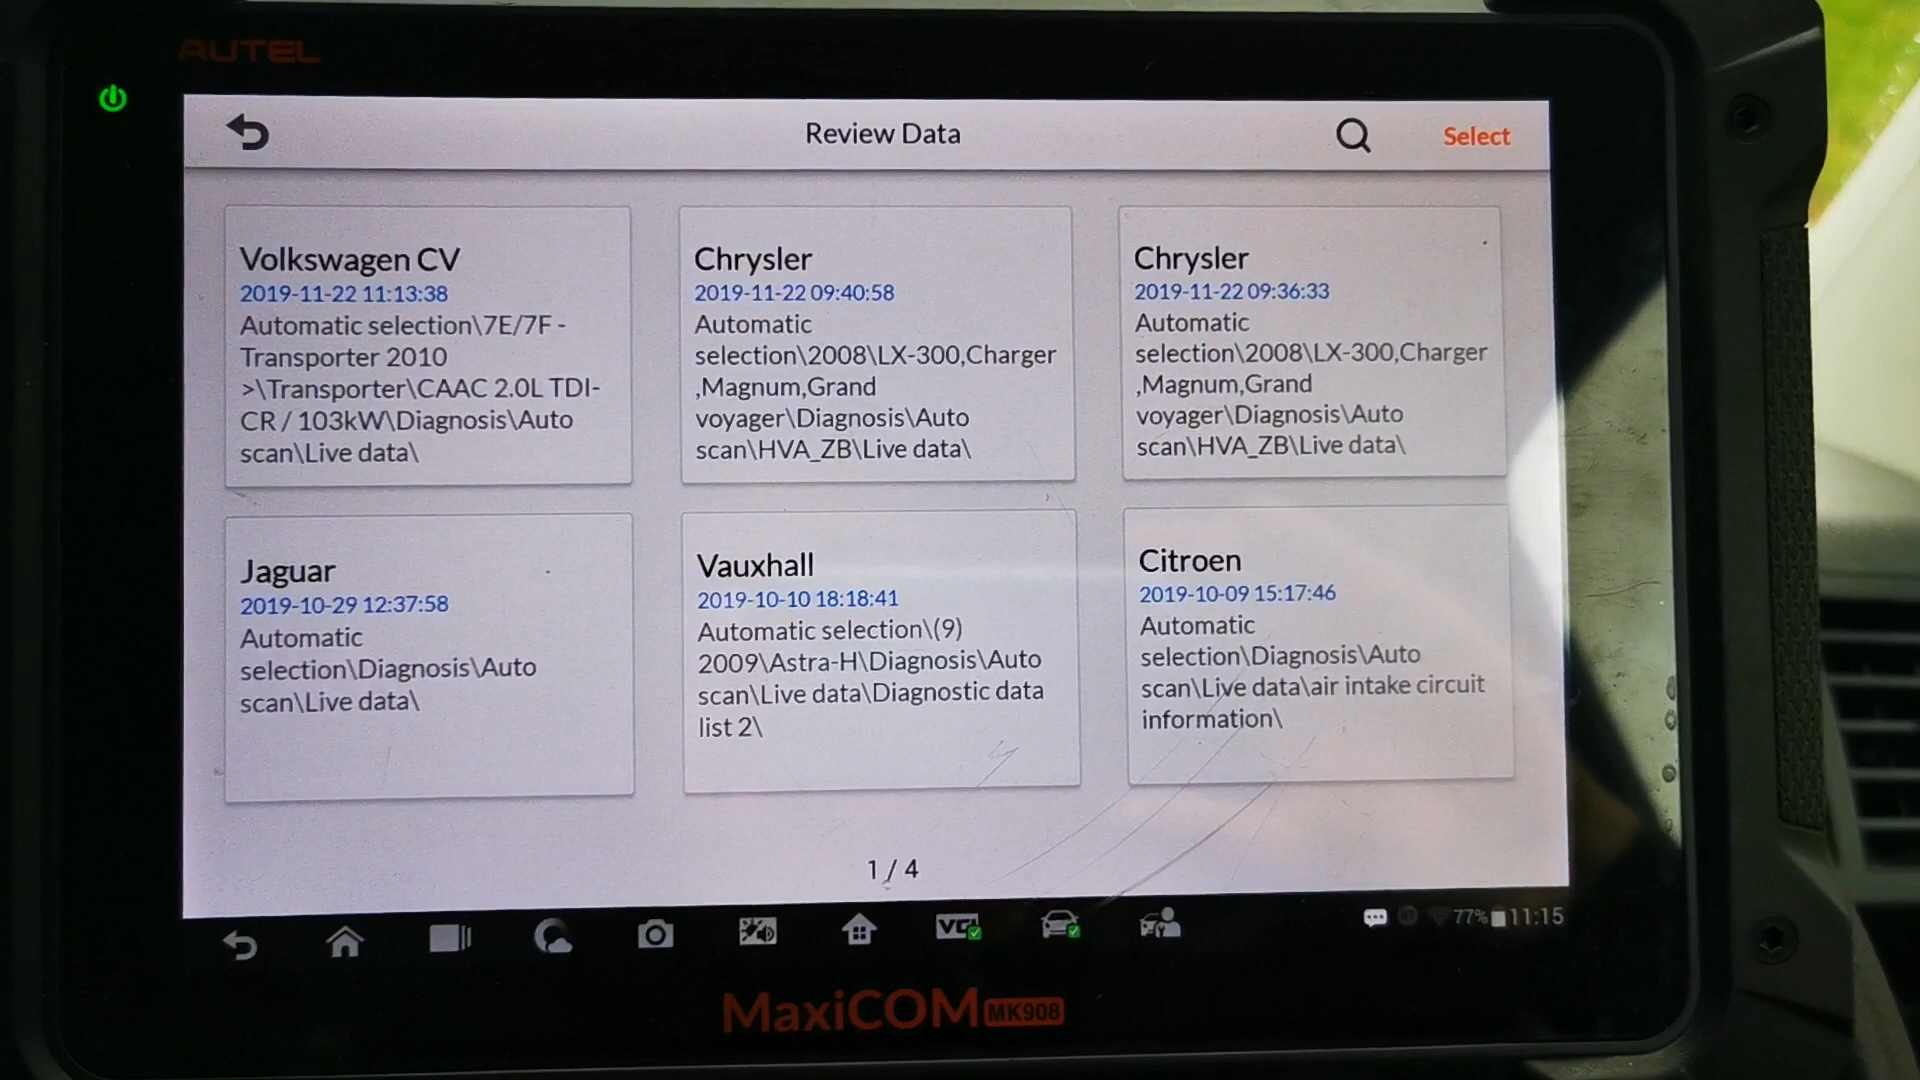 AUTEL
Review Data
Select
Volkswagen CV
2019-11-22 11:13:38
Automatic selection\7E/7F -
Transporter 2010
>\Transporter\CAAC 2.0L TDI-
CR / 103kW\Diagnosis\Auto
scan\Live data\
Chrysler
2019-11-22 09:40:58
Automatic
selection\2008\LX-300,Charger
,Magnum,Grand
voyager\Diagnosis\Auto
scan\HVA_ZB\Live data\
Chrysler
2019-11-22 09:36:33
Automatic
selection\2008\LX-300,Charger
,Magnum,Grand
voyager\Diagnosis\Auto
scan\HVA_ZB\Live data\
Jaguar
2019-10-29 12:37:58
Automatic
selection\Diagnosis\Auto
scan\Live data\
Vauxhall
2019-10-10 18:18:41
Automatic selection\(9)
2009\Astra-H\Diagnosis\Auto
scan\Live data\Diagnostic data
list 2\
Citroen
2019-10-09 15:17:46
Automatic
selection\Diagnosis\Auto
scan\Live data\air intake circuit
information\
1 / 4
VCI
77% 11:15
MaxiCOM MK908